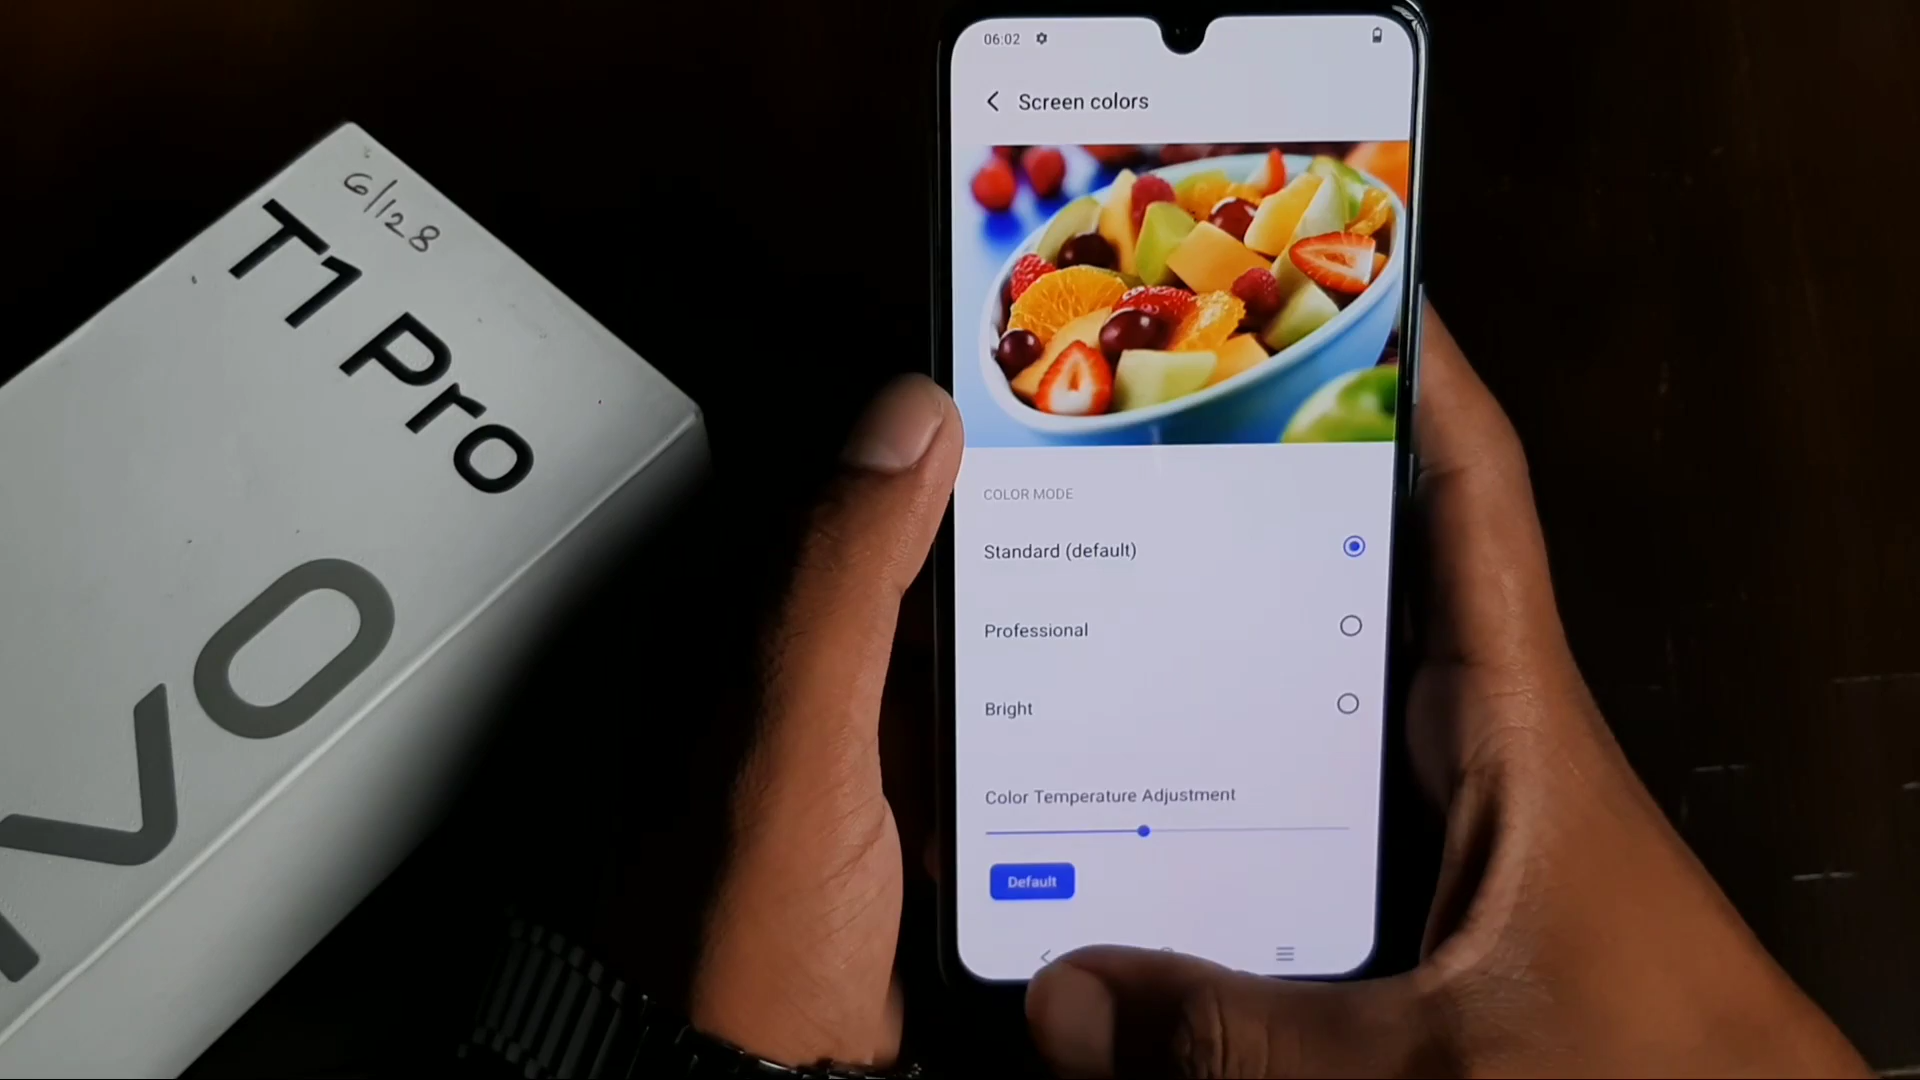 6/128
T1 Pro
vivo
06:02
Screen colors
COLOR MODE
Standard (default)
Professional
Bright
Color Temperature Adjustment
Default